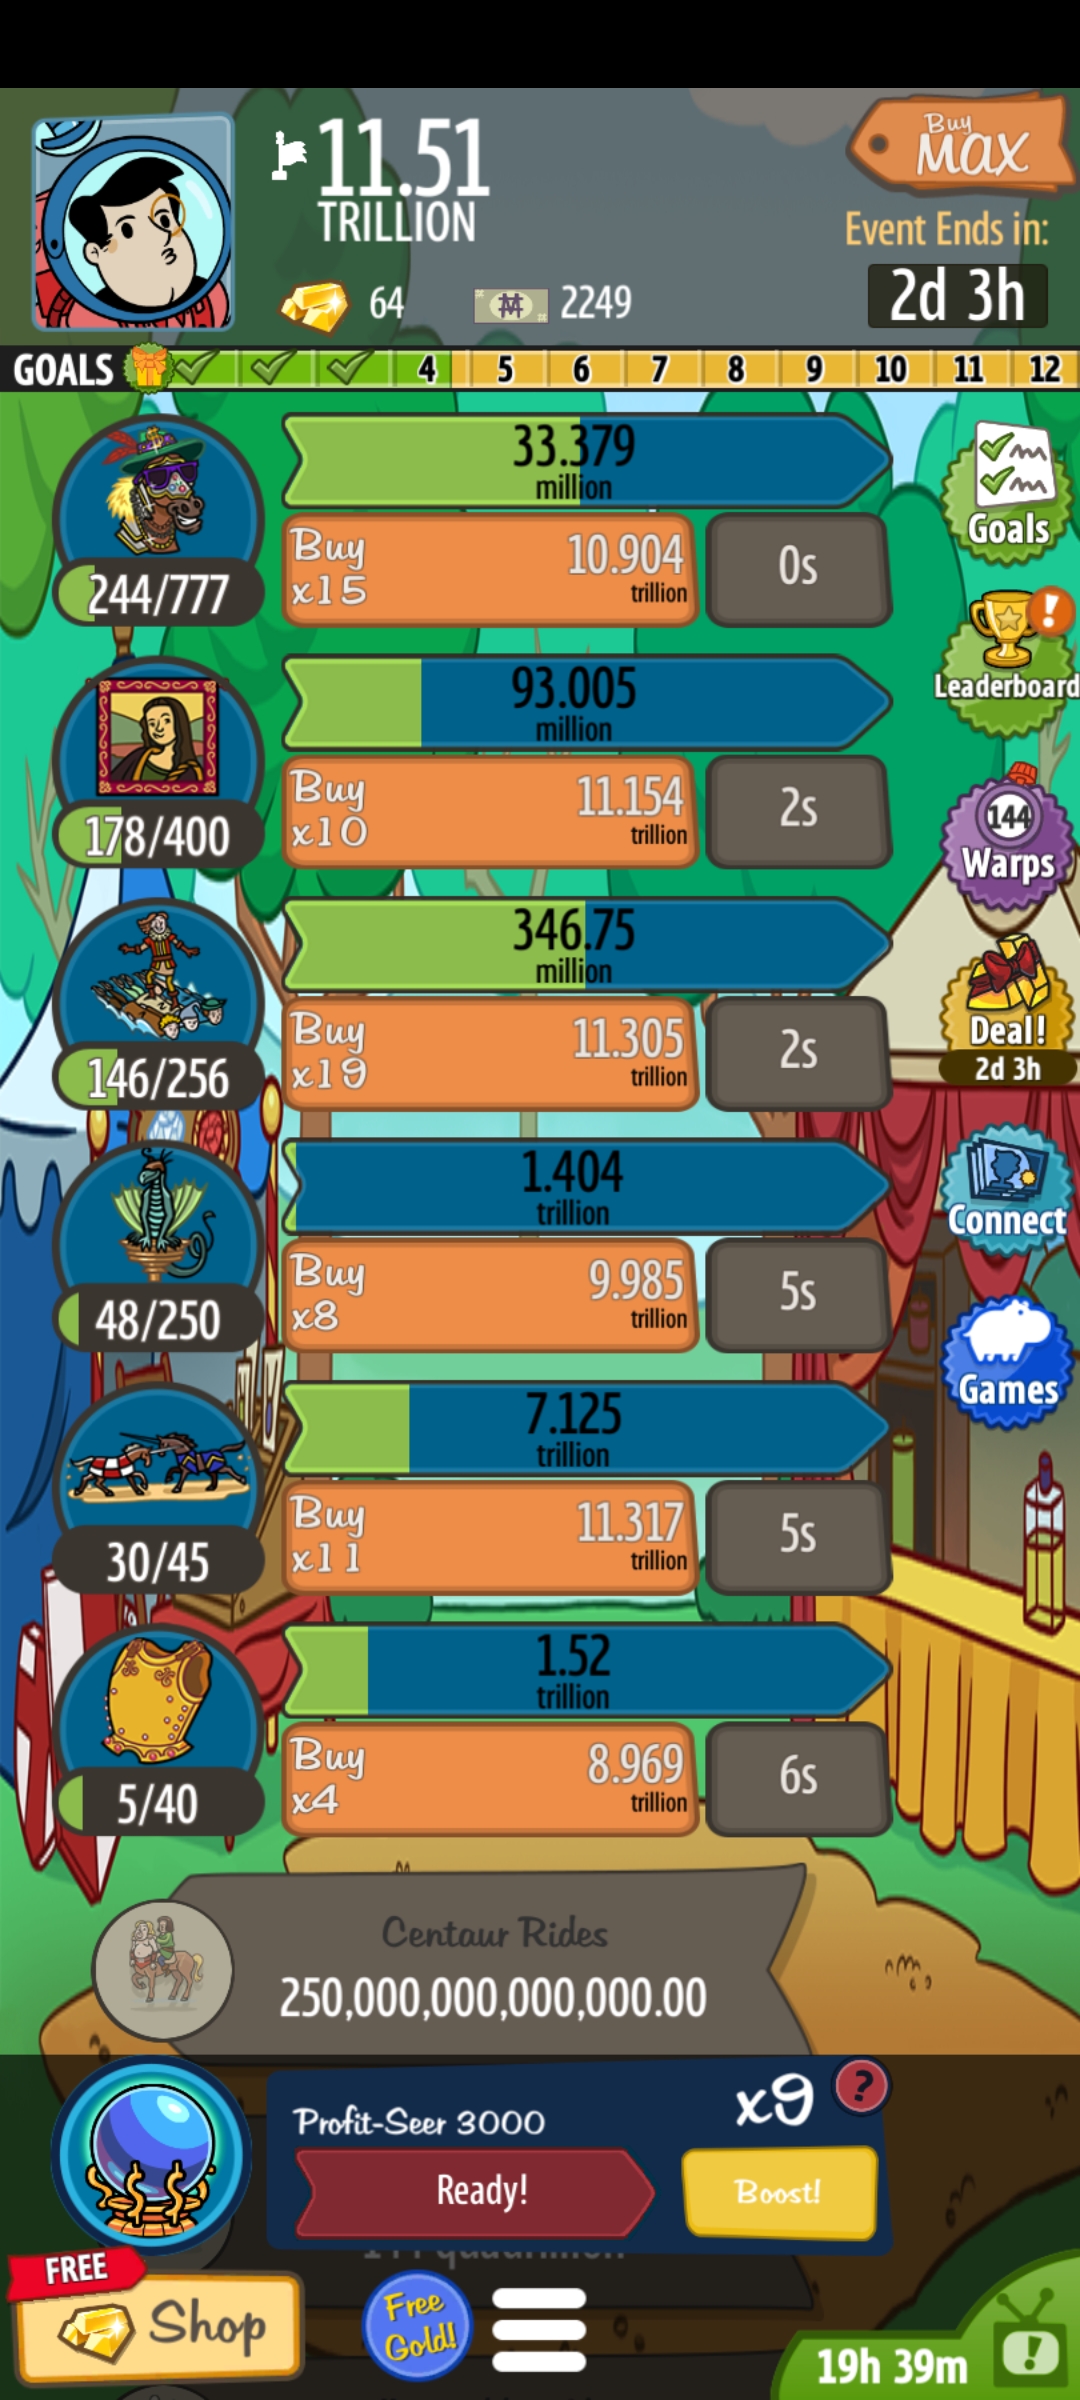 11.51
TRILLION
64
2249
Buy
MAX
Event Ends in:
2d 3h
GOALS 4 5 6 7 8 9 10 11 12
33.379
million
Buy
x15
10.904
trillion
0s
244/777
Goals
93.005
million
Buy
x10
11.154
trillion
2s
178/400
Leaderboard
346.75
million
Buy
x19
11.305
trillion
2s
146/256
144
Warps
Deal!
2d 3h
1.404
trillion
Buy
x8
9.985
trillion
5s
48/250
Connect
7.125
trillion
Buy
x11
11.317
trillion
5s
30/45
Games
1.52
trillion
Buy
x4
8.969
trillion
6s
5/40
Centaur Rides
250,000,000,000,000.00
Profit-Seer 3000
x9
?
Ready!
Boost!
FREE
Shop
Free
Gold!
19h 39m